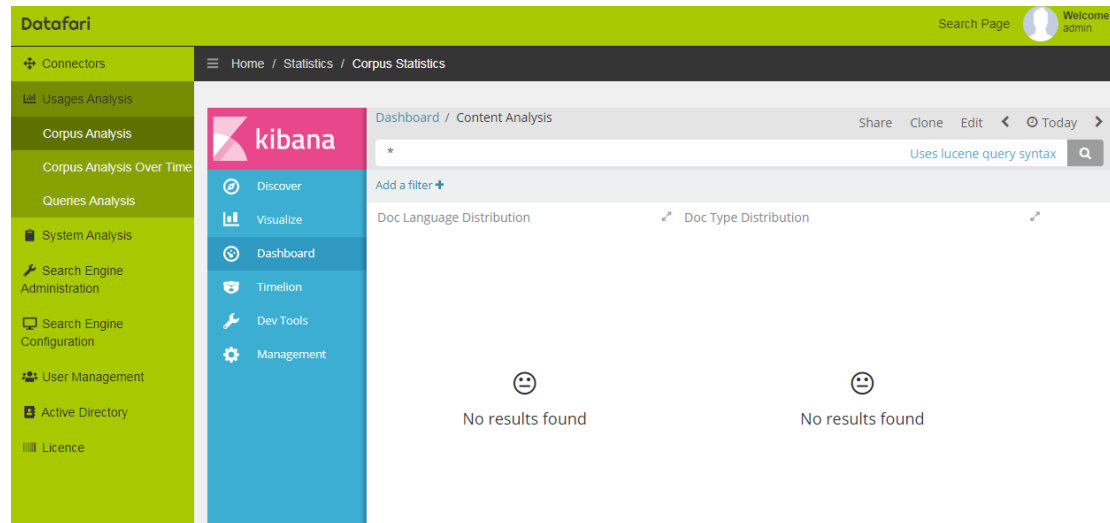 Datafari
Search Page
Welcome
admin
Connectors
Usages Analysis
Corpus Analysis
Corpus Analysis Over Time
Queries Analysis
System Analysis
Search Engine
Administration
Search Engine
Configuration
User Management
Active Directory
Licence
Home / Statistics / Corpus Statistics
kibana
Discover
Visualize
Dashboard
Timelion
Dev Tools
Management
Dashboard / Content Analysis
Share Clone Edit Today
*
Uses lucene query syntax
Add a filter +
Doc Language Distribution
Doc Type Distribution
No results found
No results found